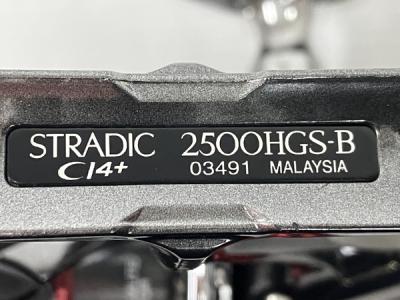 STRADIC 2500HGS-B
CI4+ 03491 MALAYSIA